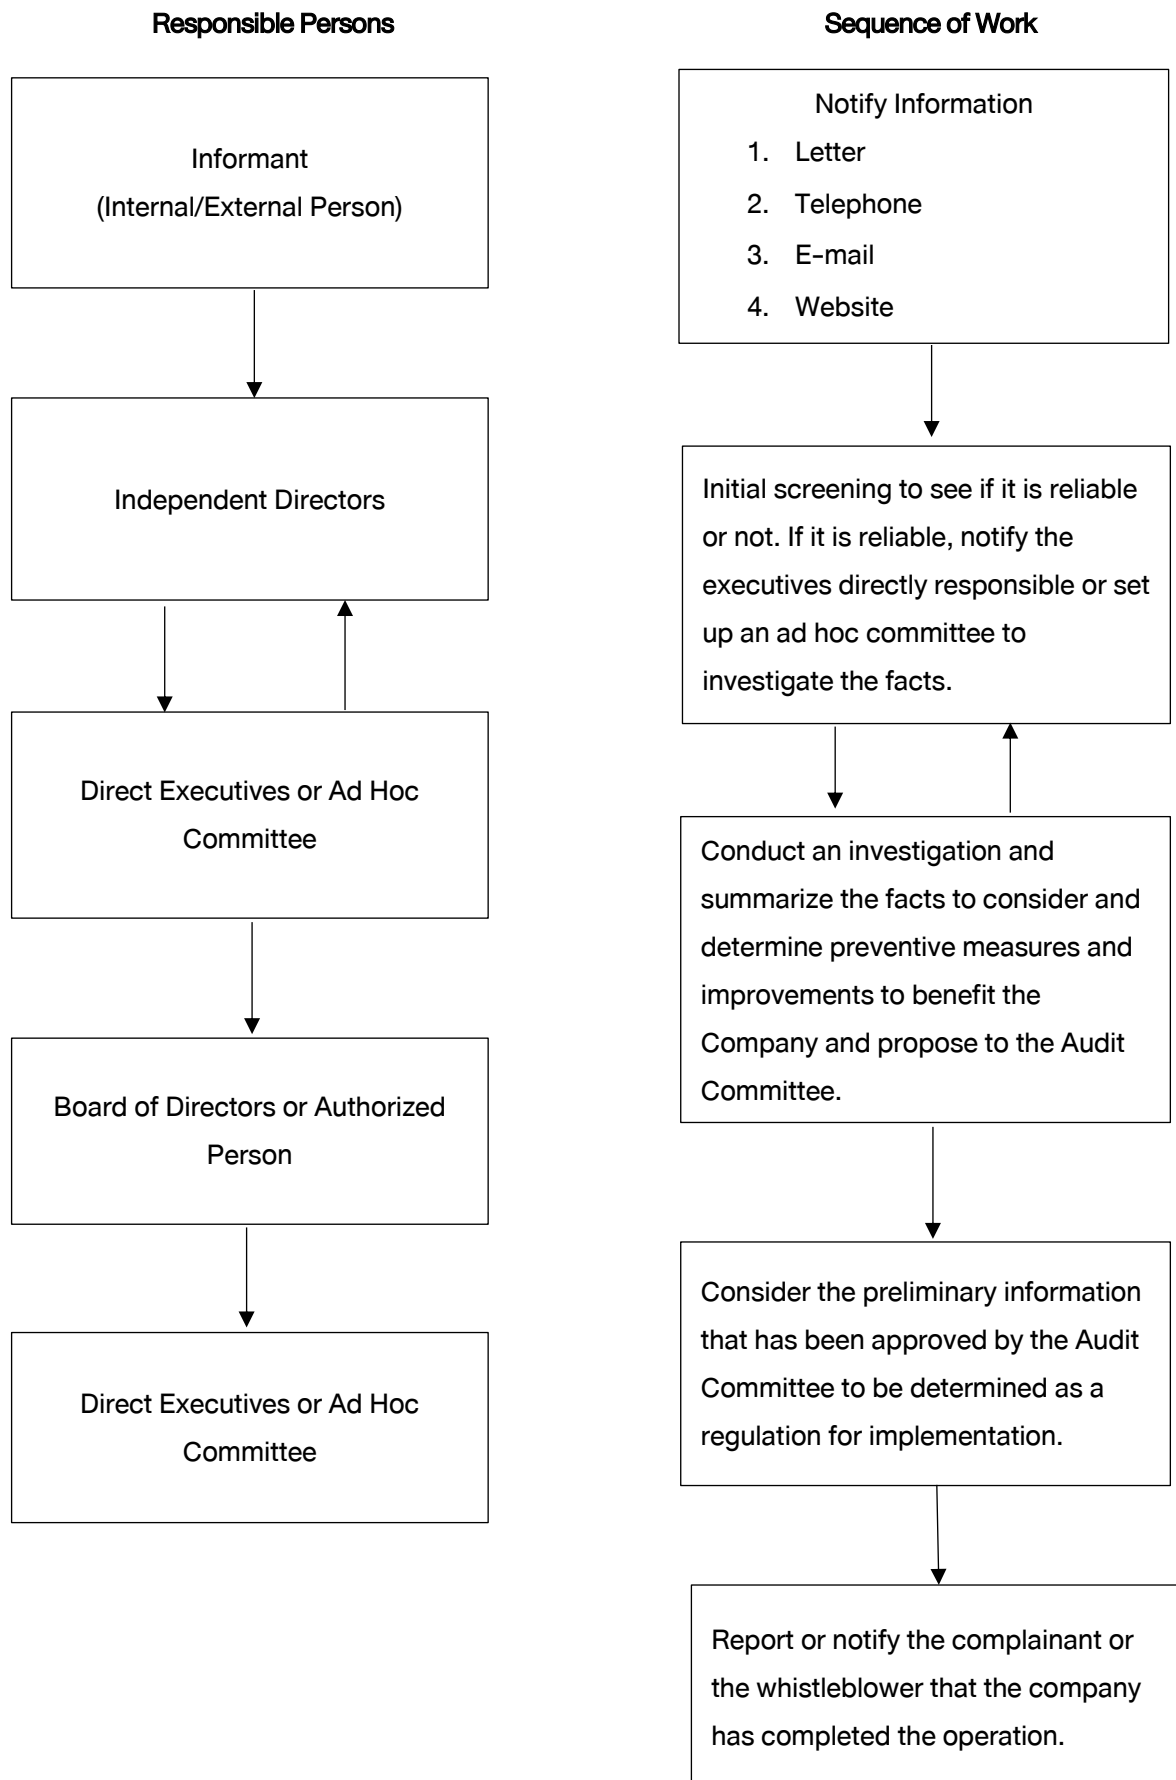 Responsible Persons
Informant
(Internal/External Person)
Independent Directors
Direct Executives or Ad Hoc
Committee
Board of Directors or Authorized
Person
Direct Executives or Ad Hoc
Committee
Sequence of Work
Notify Information
1. Letter
2. Telephone
3. E-mail
4. Website
Initial screening to see if it is reliable
or not. If it is reliable, notify the
executives directly responsible or set
up an ad hoc committee to
investigate the facts.
Conduct an investigation and
summarize the facts to consider and
determine preventive measures and
improvements to benefit the
Company and propose to the Audit
Committee.
Consider the preliminary information
that has been approved by the Audit
Committee to be determined as a
regulation for implementation.
Report or notify the complainant or
the whistleblower that the company
has completed the operation.